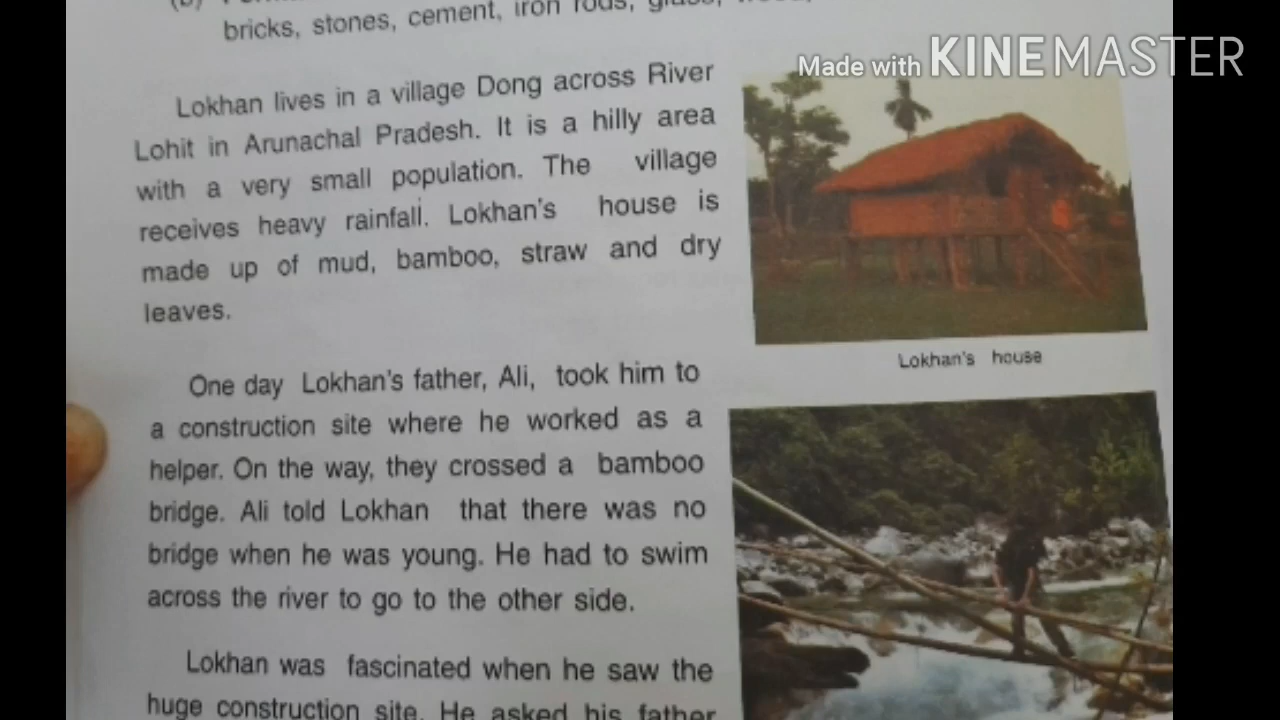 (b)
bricks, stones, cement, iron rods, glass,
Made with KINEMASTER
Lokhan lives in a village Dong across River
Lohit in Arunachal Pradesh. It is a hilly area
with a very small population. The village
receives heavy rainfall. Lokhan's house is
made up of mud, bamboo, straw and dry
leaves.
Lokhan's house
One day Lokhan's father, Ali, took him to
a construction site where he worked as a
helper. On the way, they crossed a bamboo
bridge. Ali told Lokhan that there was no
bridge when he was young. He had to swim
across the river to go to the other side.
Lokhan was fascinated when he saw the
huge construction site. He asked his father